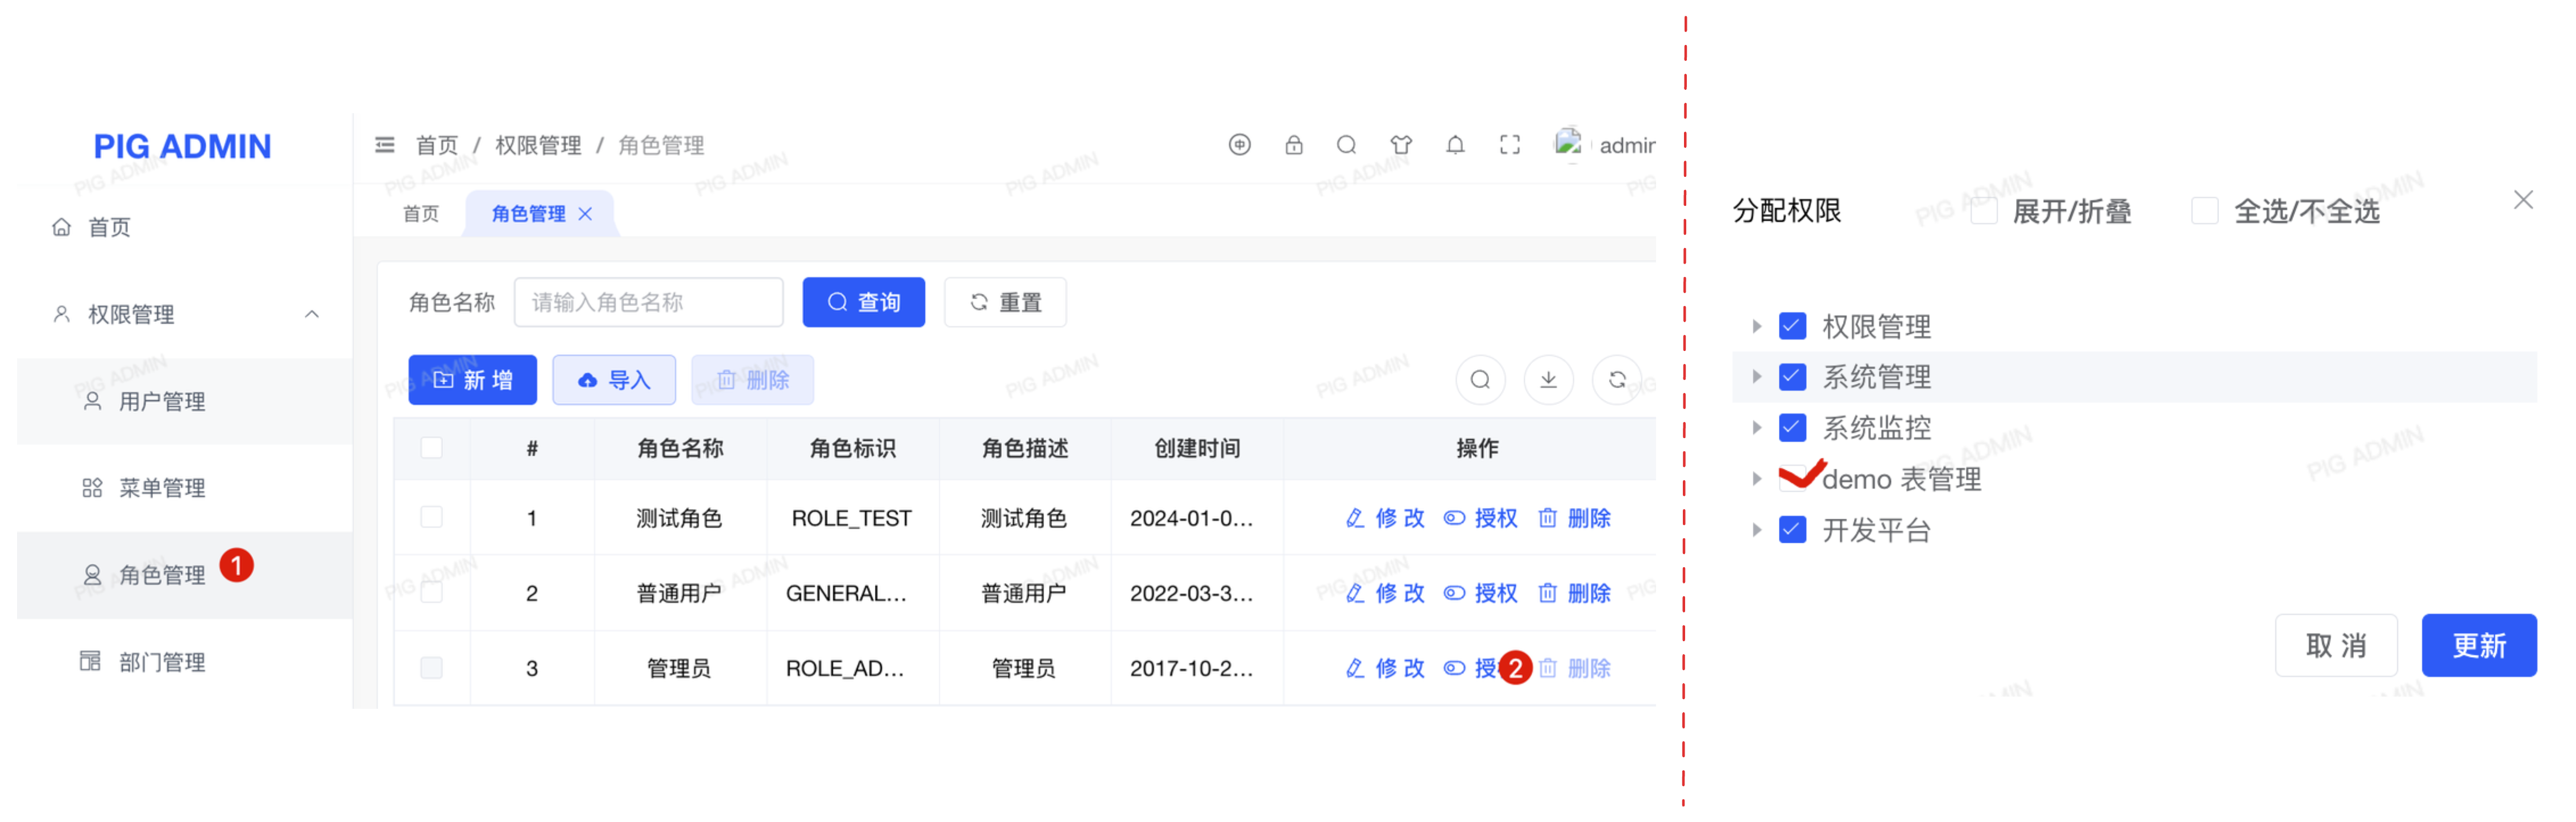 PIG ADMIN
首页
权限管理
用户管理
菜单管理
角色管理 1
部门管理
首页 / 权限管理 / 角色管理
admin
首页 角色管理
角色名称 请输入角色名称 查询 重置
新 增 导入 删除
# 角色名称 角色标识 角色描述 创建时间 操作
1 测试角色 ROLE_TEST 测试角色 2024-01-0... 修 改 授权 删除
2 普通用户 GENERAL... 普通用户 2022-03-3... 修 改 授权 删除
3 管理员 ROLE_AD... 管理员 2017-10-2... 修 改 授 2 删除
分配权限 展开/折叠 全选/不全选
权限管理
系统管理
系统监控
demo 表管理
开发平台
取 消 更新